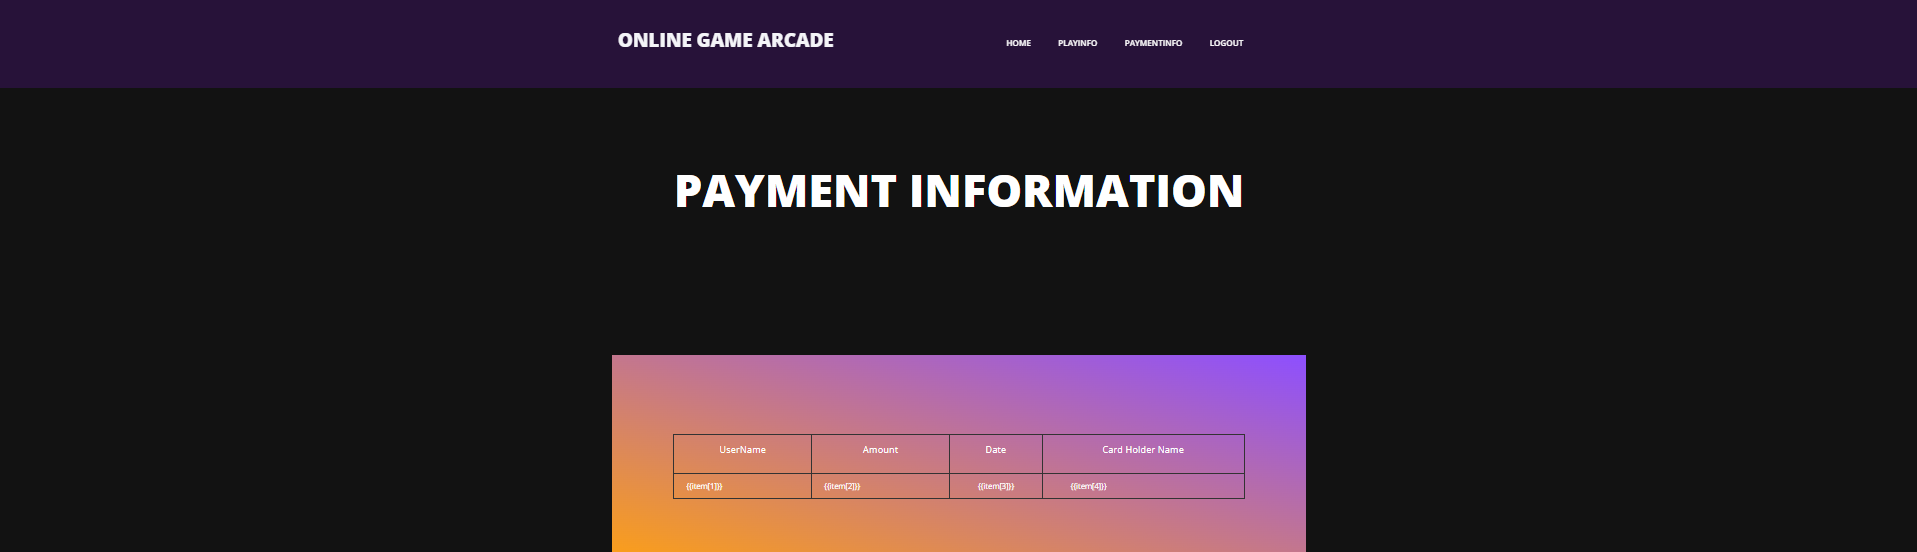 ONLINE GAME ARCADE
HOME PLAYINFO PAYMENTINFO LOGOUT
PAYMENT INFORMATION
UserName Amount Date Card Holder Name
{{item[1]}} {{item[2]}} {{item[3]}} {{item[4]}}